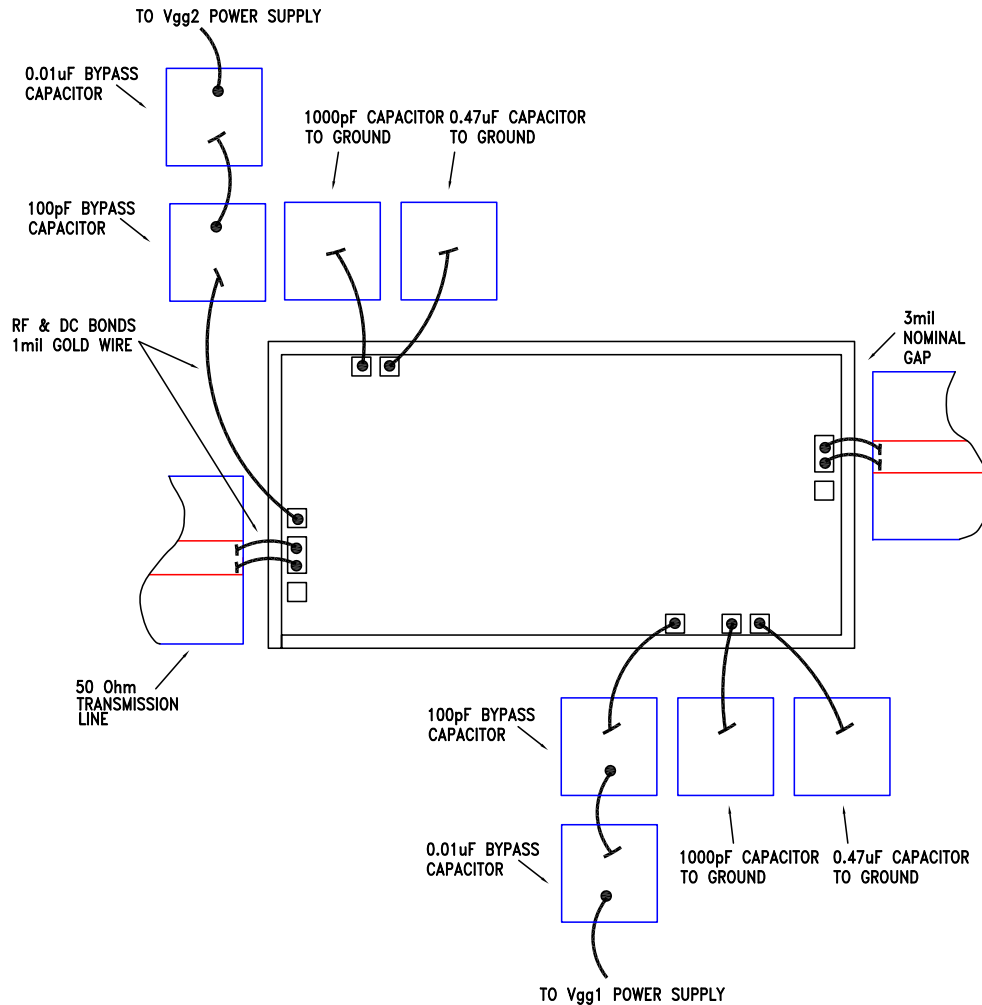 TO Vgg2 POWER SUPPLY
0.01uF BYPASS
CAPACITOR
1000pF CAPACITOR
TO GROUND
0.47uF CAPACITOR
TO GROUND
100pF BYPASS
CAPACITOR
RF & DC BONDS
1mil GOLD WIRE
3mil
NOMINAL
GAP
50 Ohm
TRANSMISSION
LINE
100pF BYPASS
CAPACITOR
0.01uF BYPASS
CAPACITOR
1000pF CAPACITOR
TO GROUND
0.47uF CAPACITOR
TO GROUND
TO Vgg1 POWER SUPPLY